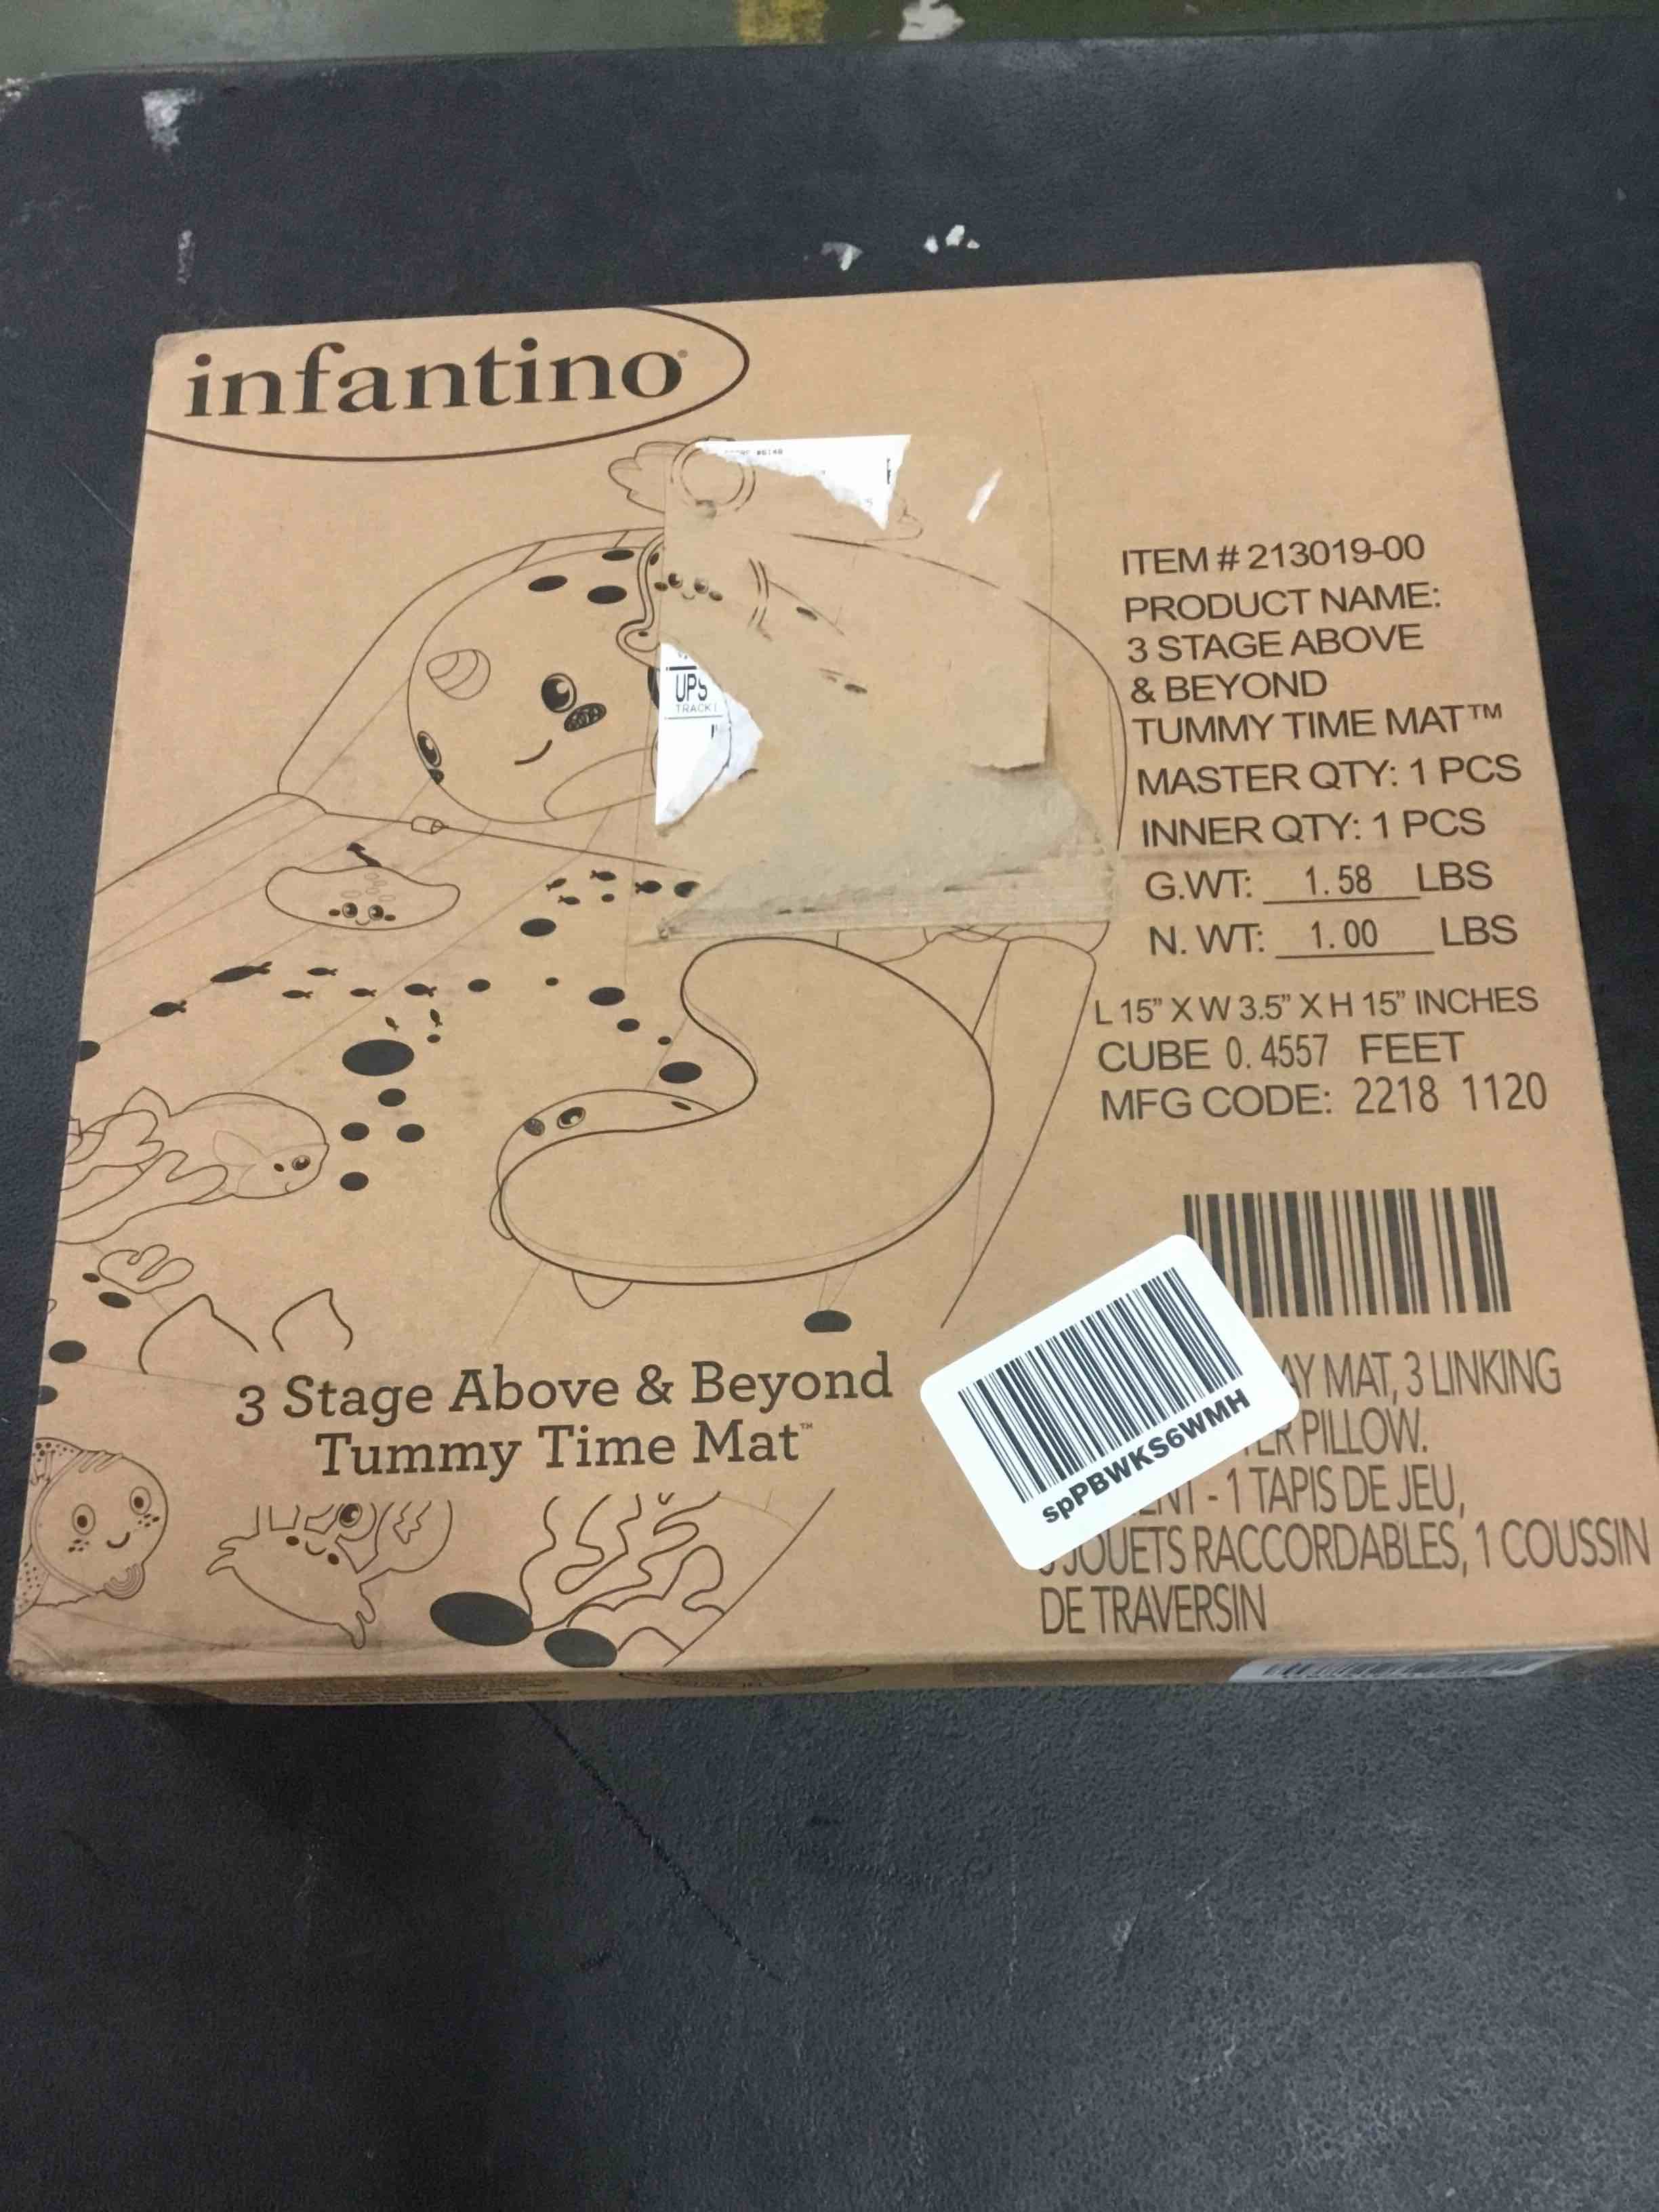 infantino
UPS
TRACKI
ITEM # 213019-00
PRODUCT NAME:
3 STAGE ABOVE
& BEYOND
TUMMY TIME MAT™
MASTER QTY: 1 PCS
INNER QTY: 1 PCS
G.WT: 1.58 LBS
N. WT: 1.00 LBS
L 15” X W 3.5” X H 15” INCHES
CUBE 0.4557 FEET
MFG CODE: 2218 1120
3 Stage Above & Beyond
Tummy Time Mat™
spPBWKS6WMH
AY MAT, 3 LINKING
ER PILLOW.
ENT - 1 TAPIS DE JEU,
JOUETS RACCORDABLES, 1 COUSSIN
DE TRAVERSIN